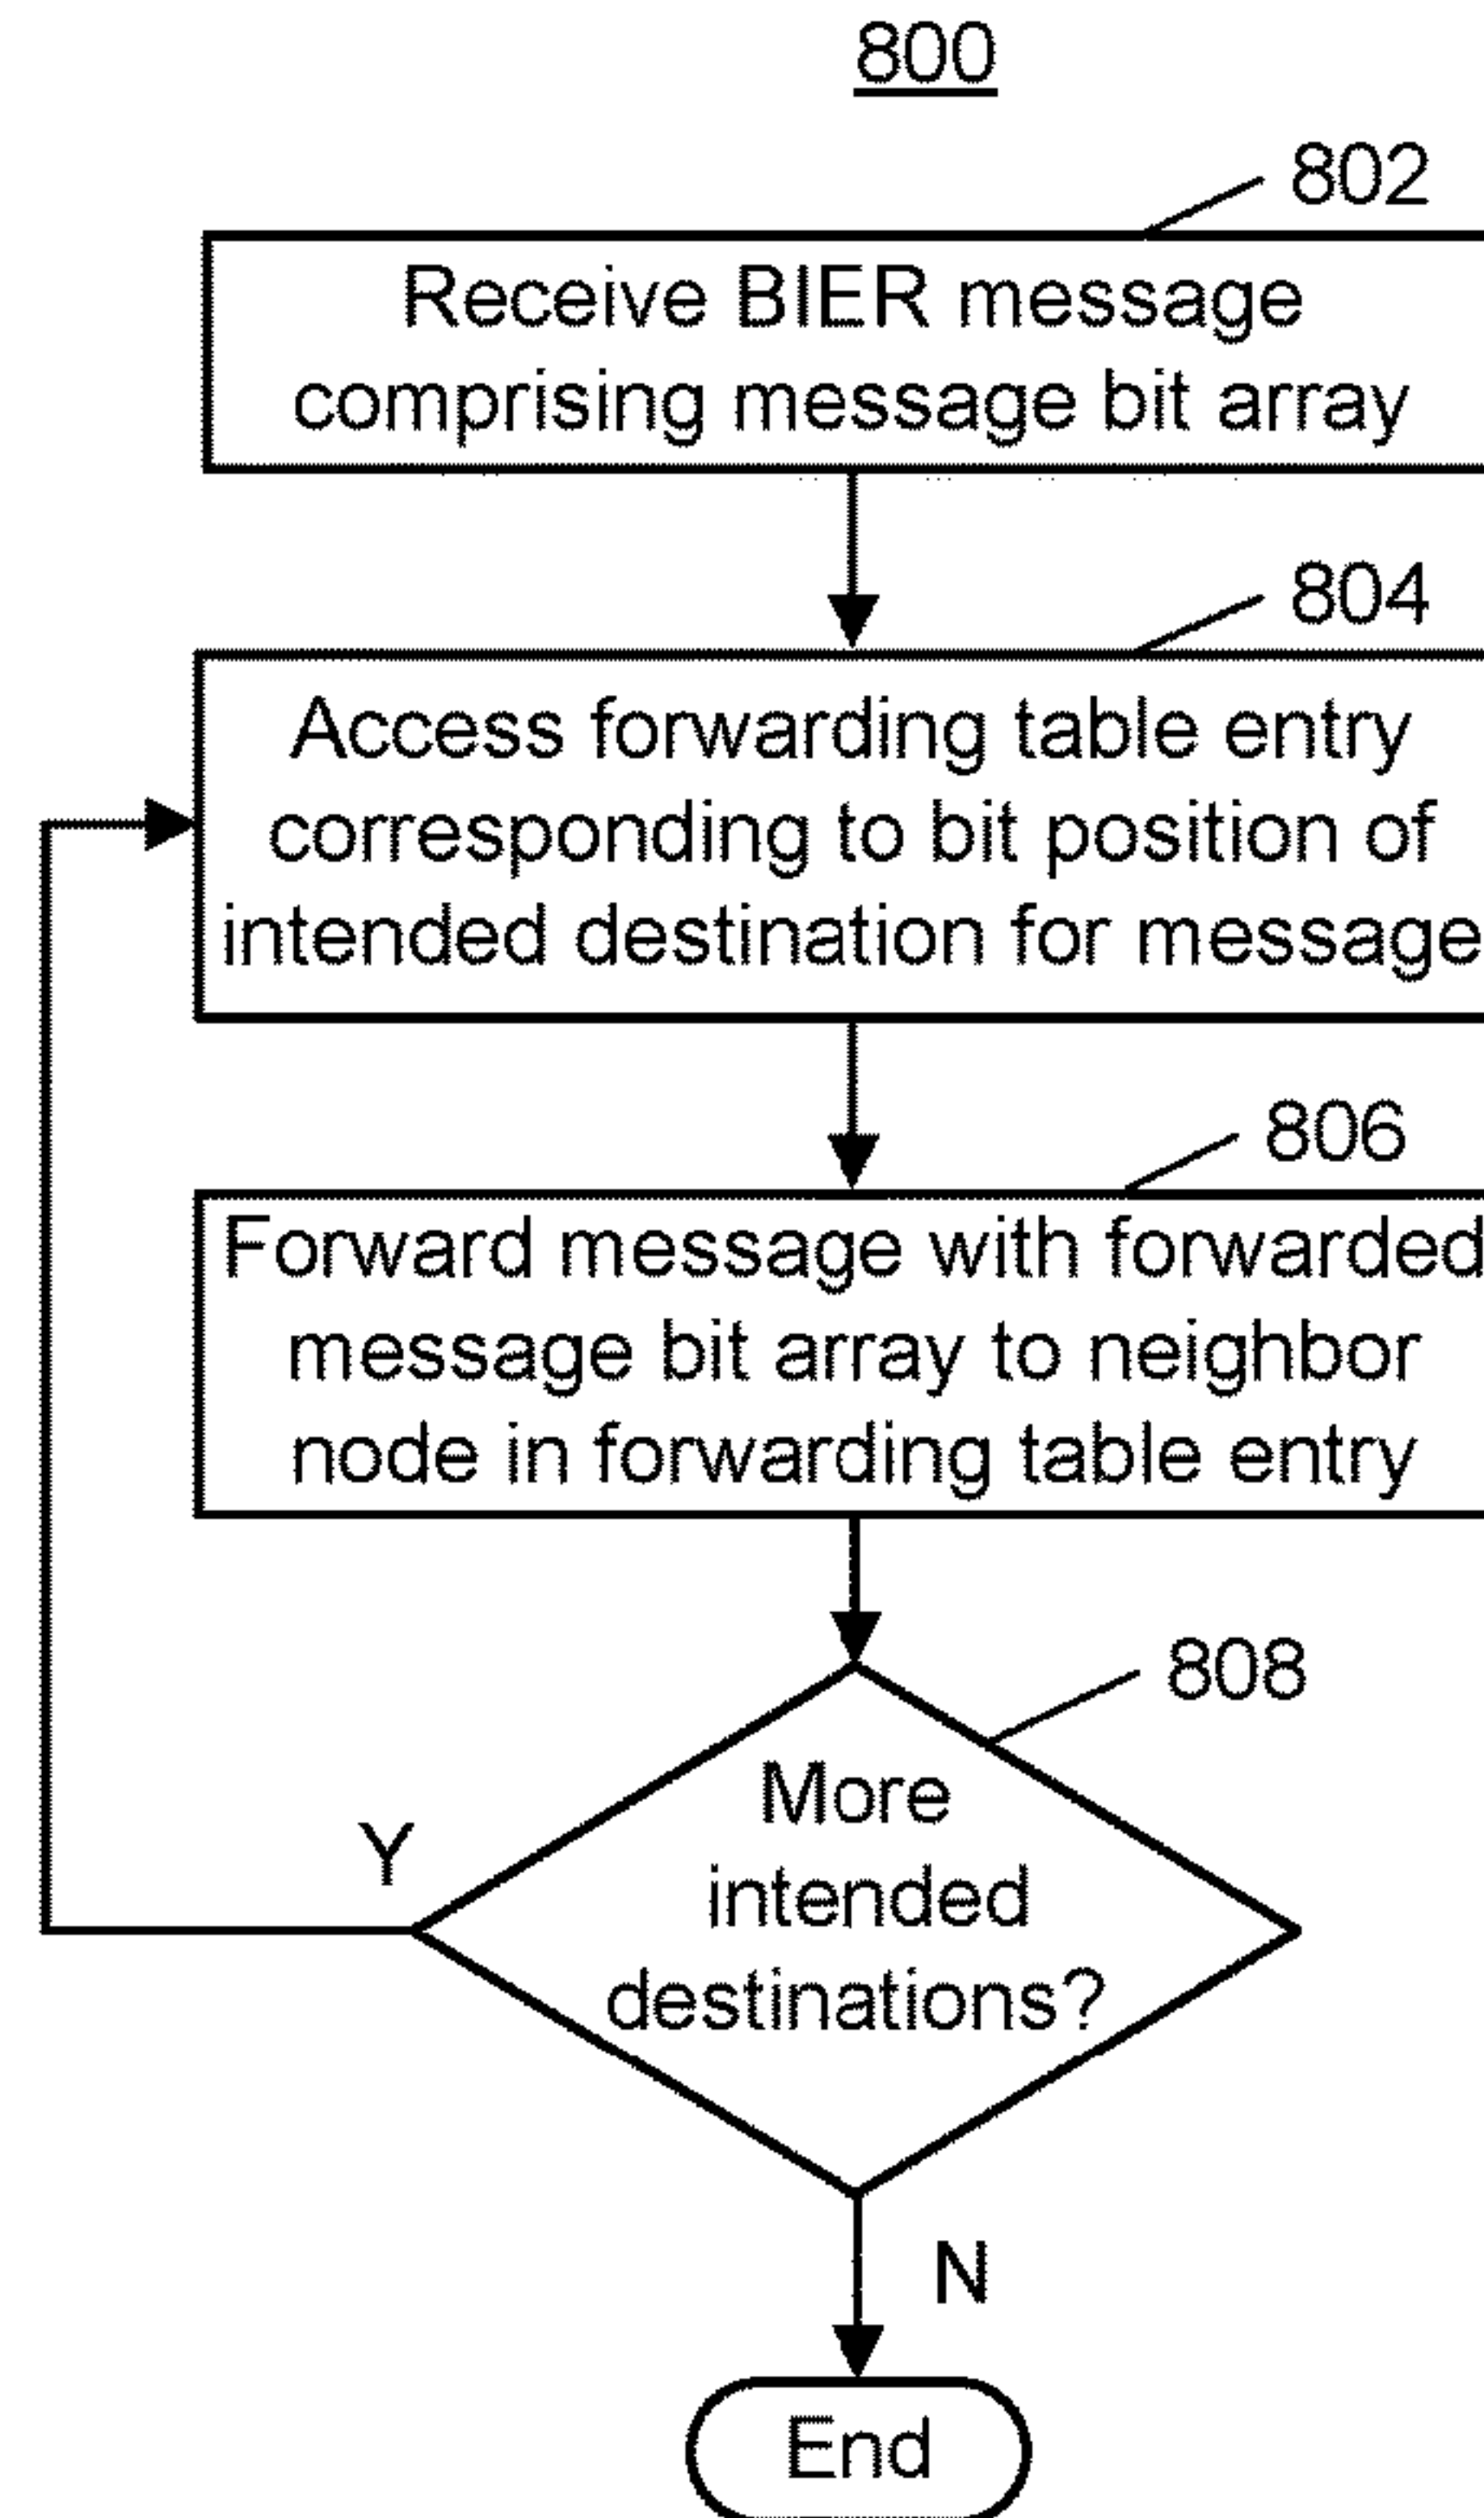 800
802
Receive BIER message
comprising message bit array
804
Access forwarding table entry
corresponding to bit position of
intended destination for message
806
Forward message with forwarded
message bit array to neighbor
node in forwarding table entry
808
More
intended
destinations?
Y
N
End